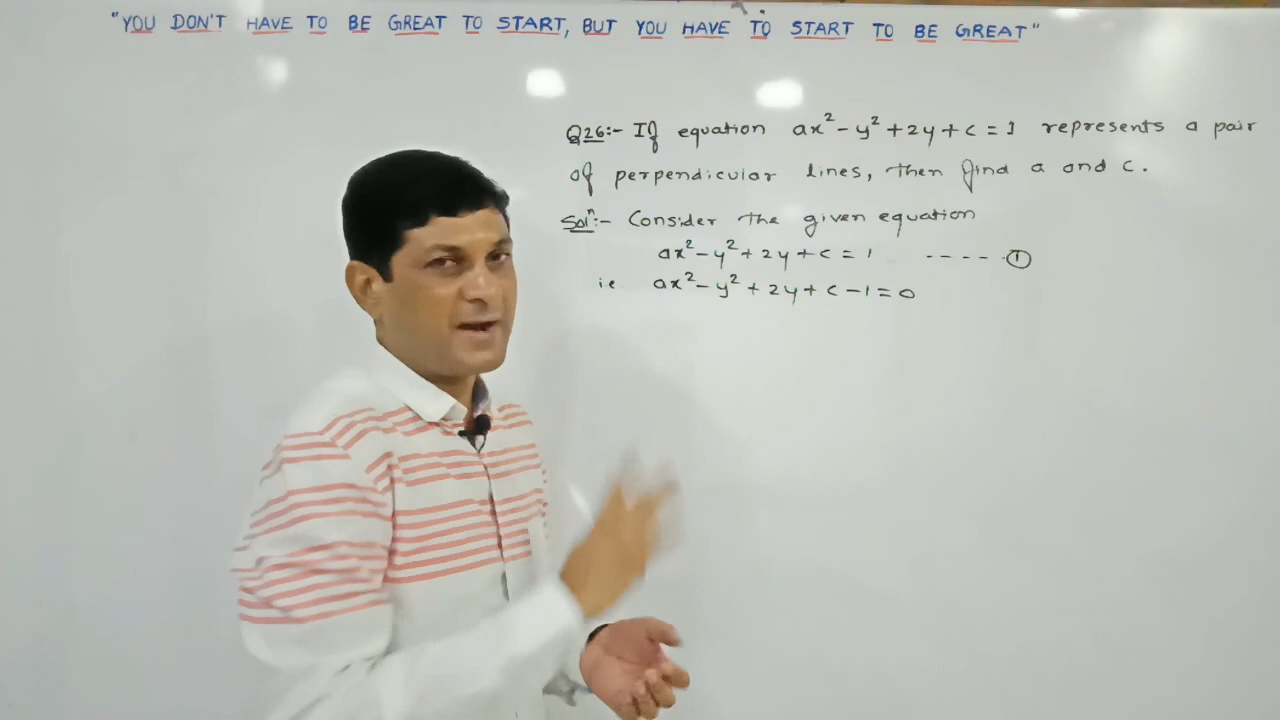 "YOU DON'T HAVE TO BE GREAT TO START, BUT YOU HAVE TO START TO BE GREAT"
Q26:- If equation ax² - y² + 2y + c = 1 represents a pair
of perpendicular lines, then find a and c.
Solⁿ:- Consider the given equation
ax² - y² + 2y + c = 1 ---- ①
ie ax² - y² + 2y + c - 1 = 0